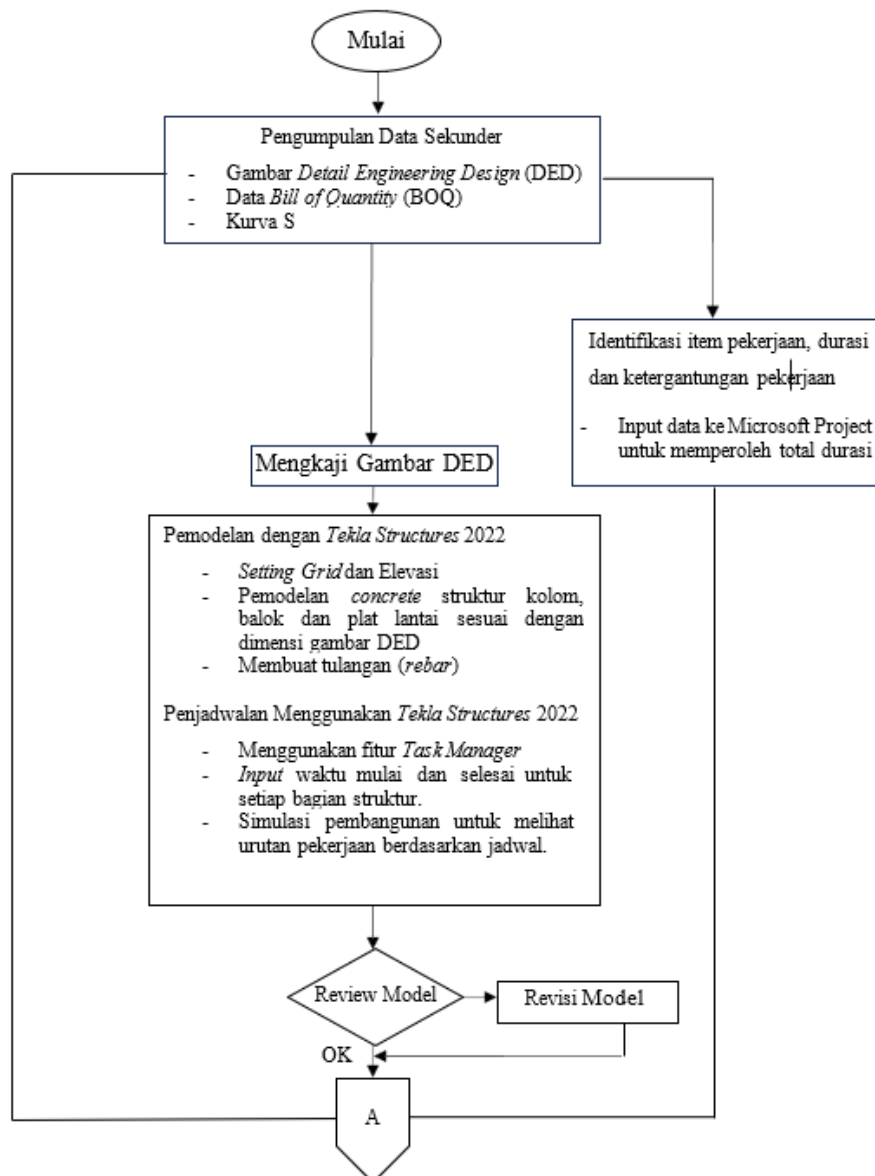 Mulai
Pengumpulan Data Sekunder
- Gambar Detail Engineering Design (DED)
- Data Bill of Quantity (BOQ)
- Kurva S
Identifikasi item pekerjaan, durasi
dan ketergantungan pekerjaan
- Input data ke Microsoft Project
untuk memperoleh total durasi
Mengkaji Gambar DED
Pemodelan dengan Tekla Structures 2022
- Setting Grid dan Elevasi
- Pemodelan concrete struktur kolom,
balok dan plat lantai sesuai dengan
dimensi gambar DED
- Membuat tulangan (rebar)
Penjadwalan Menggunakan Tekla Structures 2022
- Menggunakan fitur Task Manager
- Input waktu mulai dan selesai untuk
setiap bagian struktur.
- Simulasi pembangunan untuk melihat
urutan pekerjaan berdasarkan jadwal.
Review Model
Revisi Model
OK
A